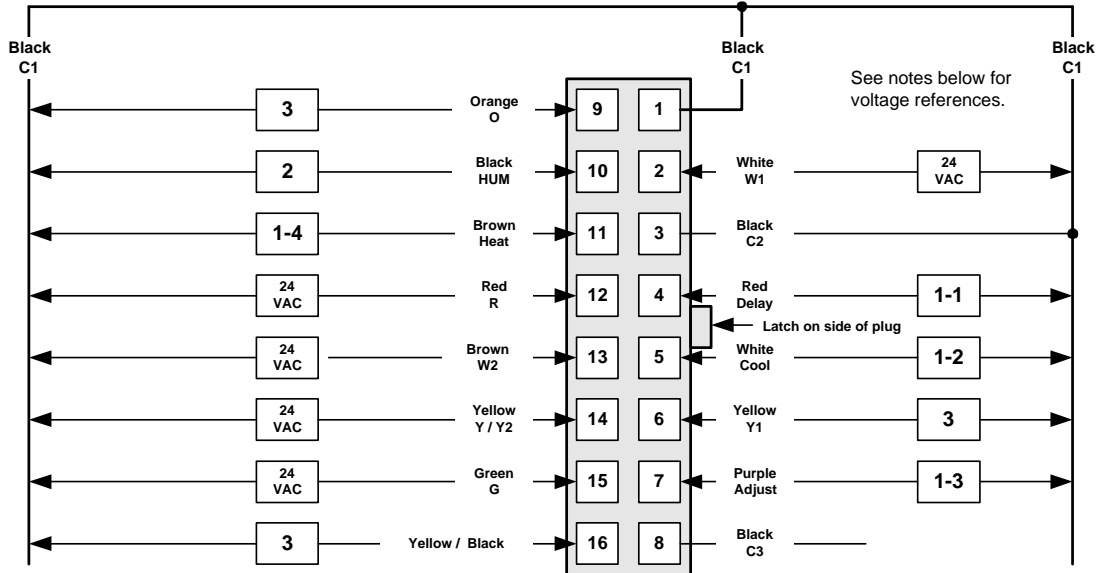 Black
C1
Black
C1
Black
C1
See notes below for
voltage references.
3
Orange
O
9
1
2
Black
HUM
10
2
White
W1
24
VAC
1-4
Brown
Heat
11
3
Black
C2
24
VAC
Red
R
12
4
Red
Delay
1-1
Latch on side of plug
24
VAC
Brown
W2
13
5
White
Cool
1-2
24
VAC
Yellow
Y / Y2
14
6
Yellow
Y1
3
24
VAC
Green
G
15
7
Purple
Adjust
1-3
3
Yellow / Black
16
8
Black
C3